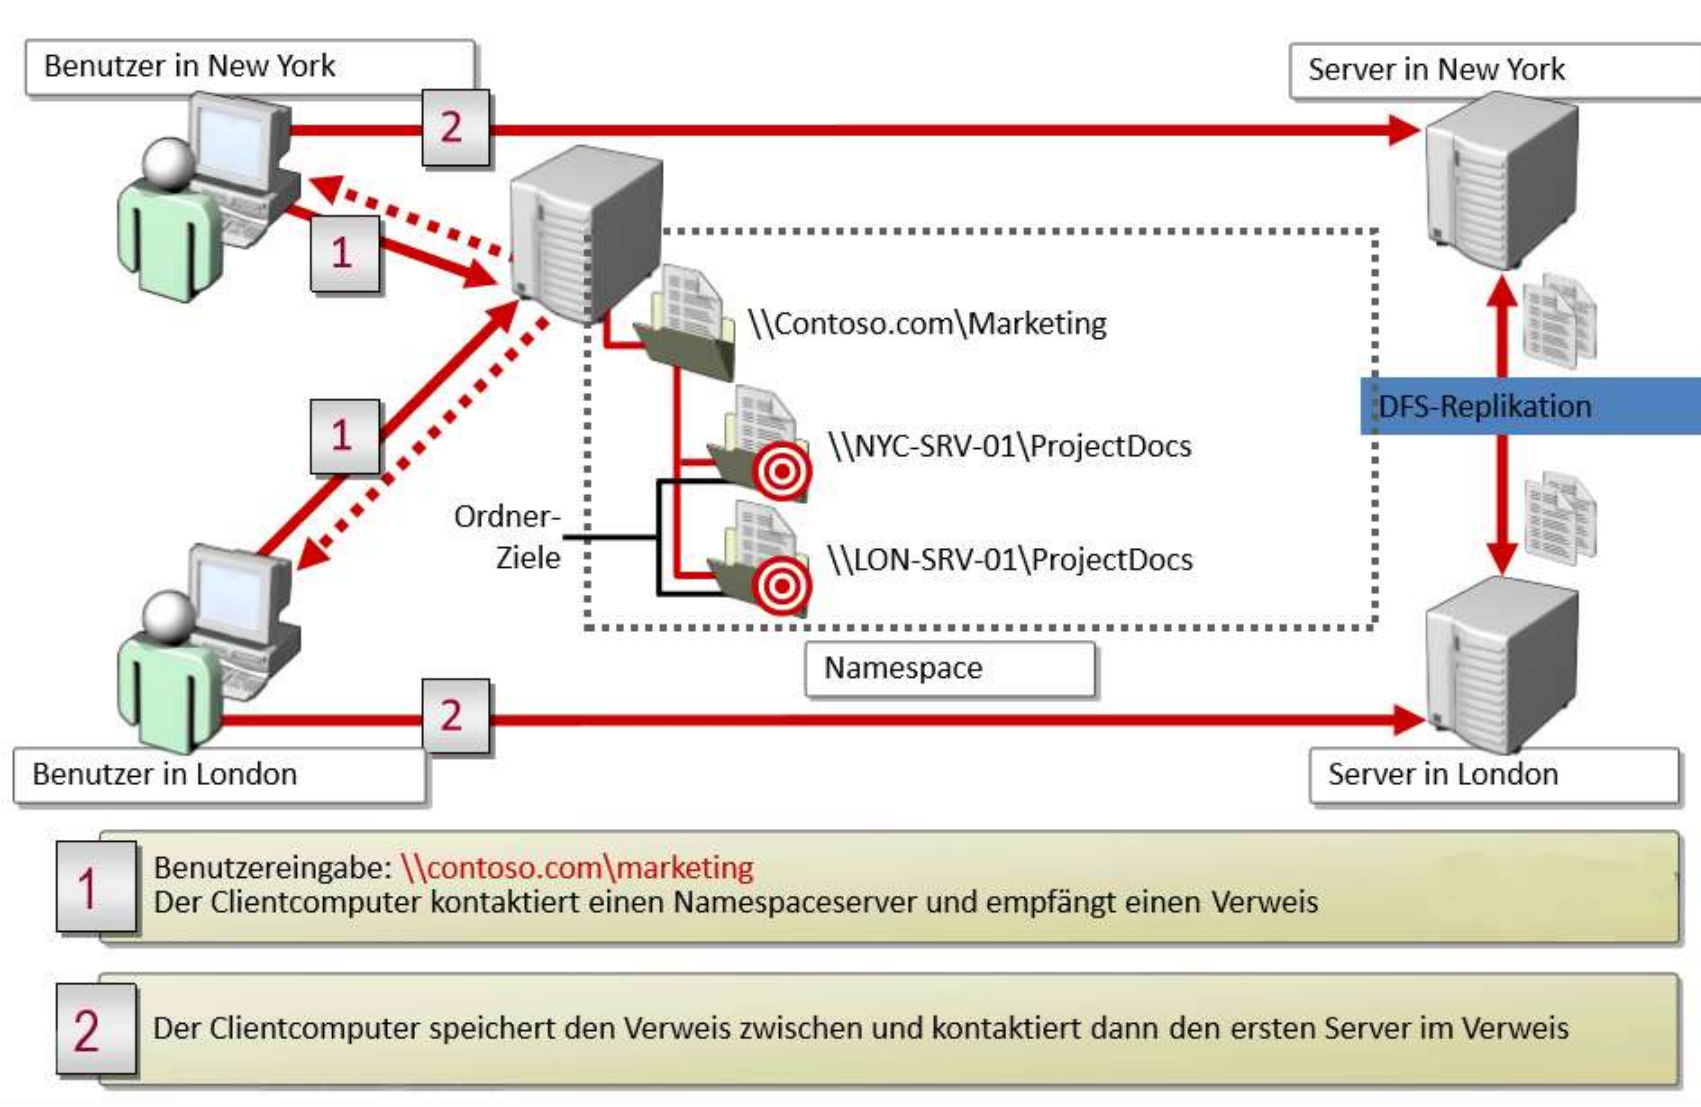 Benutzer in New York
Server in New York
2
1
\\Contoso.com\Marketing
DFS-Replikation
1
\\NYC-SRV-01\ProjectDocs
Ordner-
Ziele
\\LON-SRV-01\ProjectDocs
Namespace
2
Benutzer in London
Server in London
1
Benutzereingabe: \\contoso.com\marketing
Der Clientcomputer kontaktiert einen Namespaceserver und empfängt einen Verweis
2
Der Clientcomputer speichert den Verweis zwischen und kontaktiert dann den ersten Server im Verweis